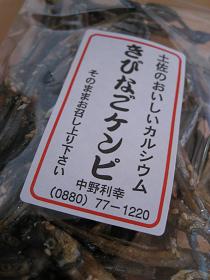 土佐のおいしいカルシウム
きびなごケンピ
そのままお召し上り下さい
中野利幸
(0880) 77-1220